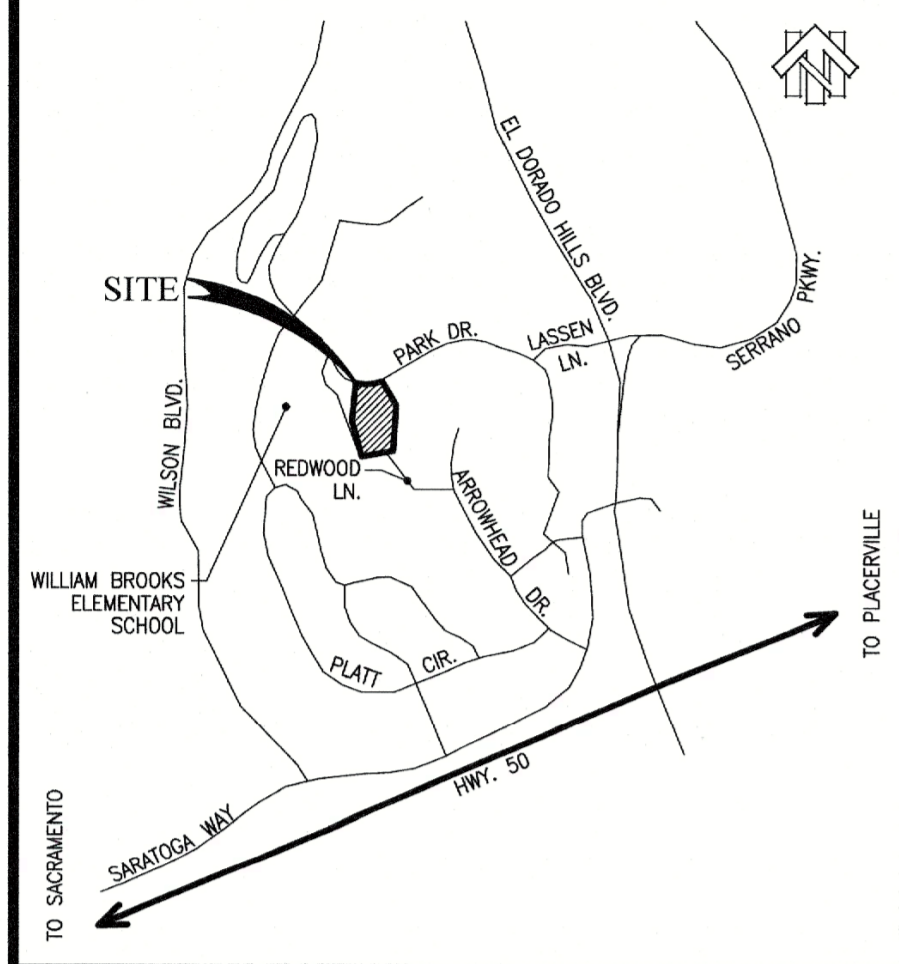 N
EL DORADO HILLS BLVD.
SITE
PARK DR.
LASSEN
LN.
SERRANO PKWY.
WILSON BLVD.
REDWOOD
LN.
ARROWHEAD DR.
WILLIAM BROOKS
ELEMENTARY
SCHOOL
TO PLACERVILLE
PLATT CIR.
HWY. 50
SARATOGA WAY
TO SACRAMENTO